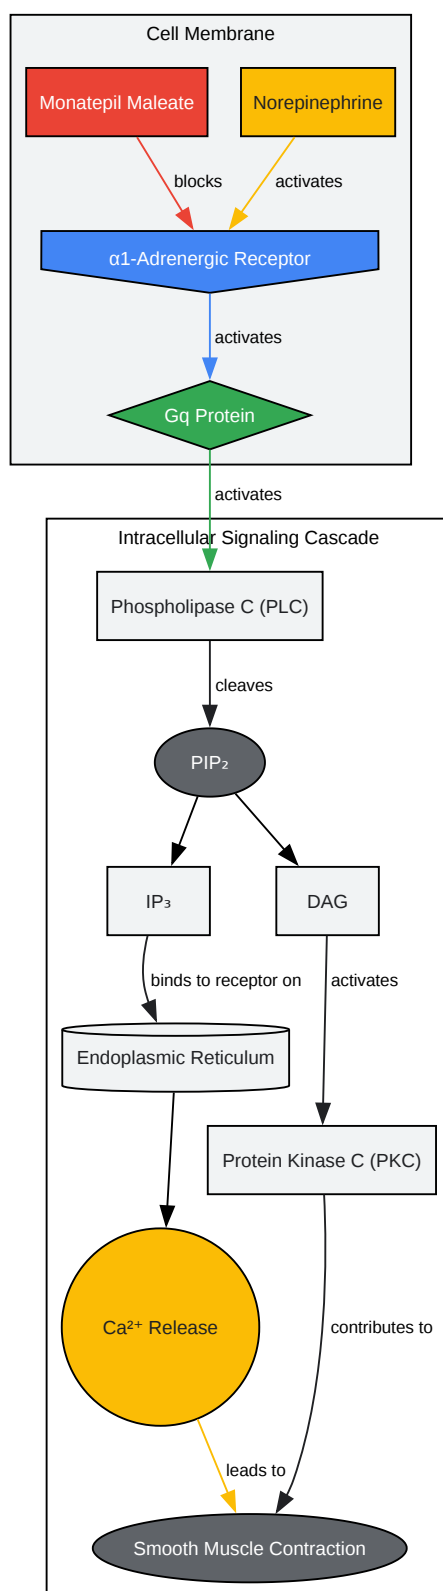 Cell Membrane
Monatepil Maleate
Norepinephrine
blocks
activates
α1-Adrenergic Receptor
activates
Gq Protein
activates
Intracellular Signaling Cascade
Phospholipase C (PLC)
cleaves
PIP₂
IP₃
DAG
binds to receptor on
activates
Endoplasmic Reticulum
Protein Kinase C (PKC)
Ca²⁺ Release
contributes to
leads to
Smooth Muscle Contraction